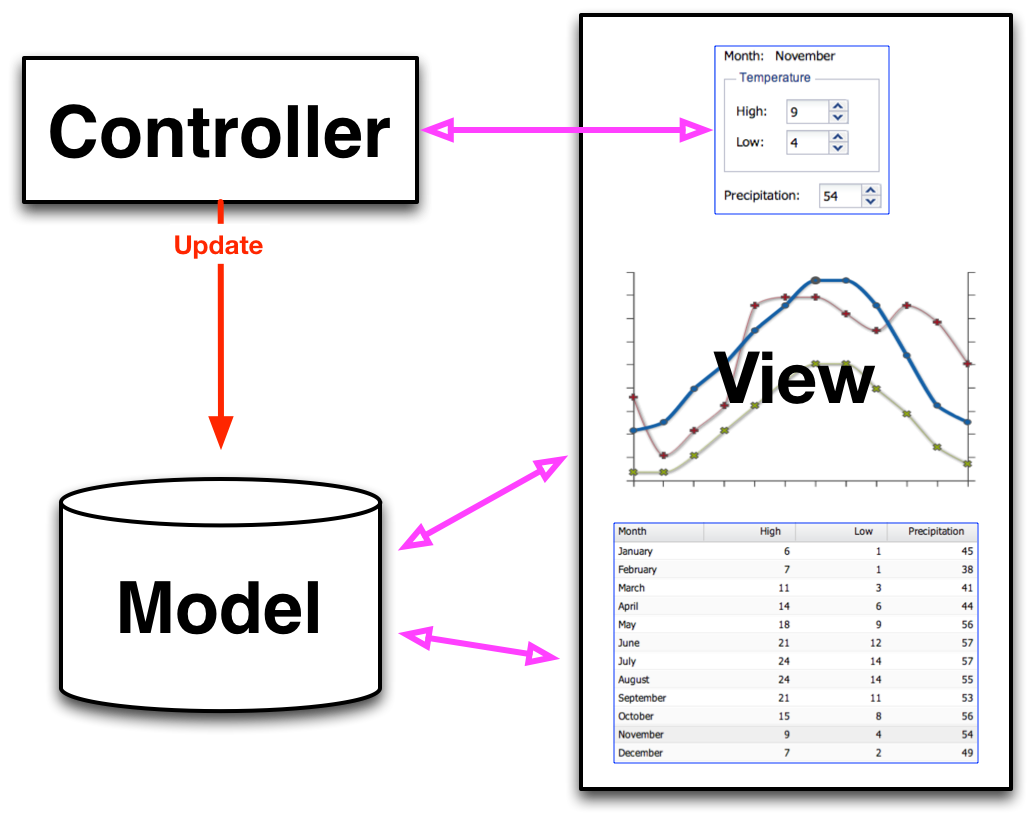 Controller
Update
Model
Month: November
Temperature
High: 9
Low: 4
Precipitation: 54
View
Month High Low Precipitation
January 6 1 45
February 7 1 38
March 11 3 41
April 14 6 44
May 18 9 56
June 21 12 57
July 24 14 57
August 24 14 55
September 21 11 53
October 15 8 56
November 9 4 54
December 7 2 49